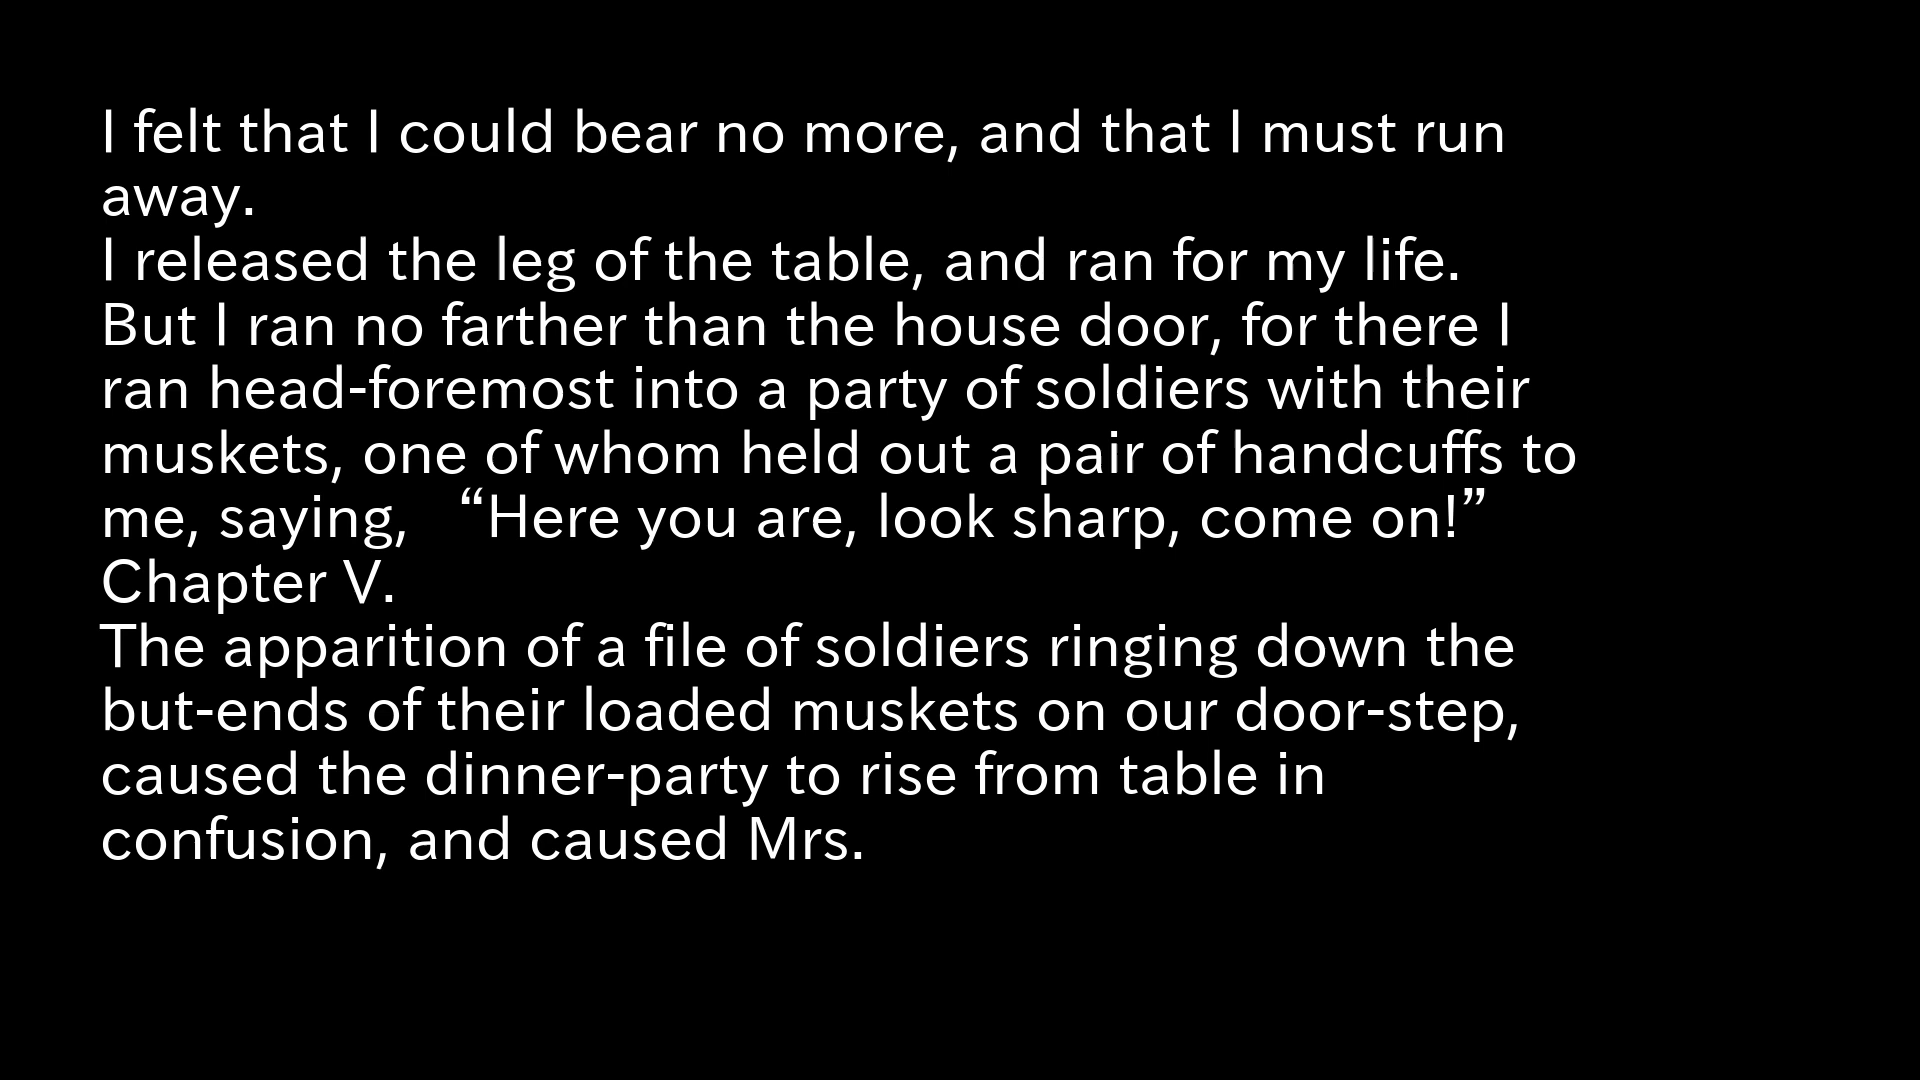 I felt that I could bear no more, and that I must run
away.
I released the leg of the table, and ran for my life.
But I ran no farther than the house door, for there I
ran head-foremost into a party of soldiers with their
muskets, one of whom held out a pair of handcuffs to
me, saying,   “Here you are, look sharp, come on!”
Chapter V.
The apparition of a file of soldiers ringing down the
but-ends of their loaded muskets on our door-step,
caused the dinner-party to rise from table in
confusion, and caused Mrs.